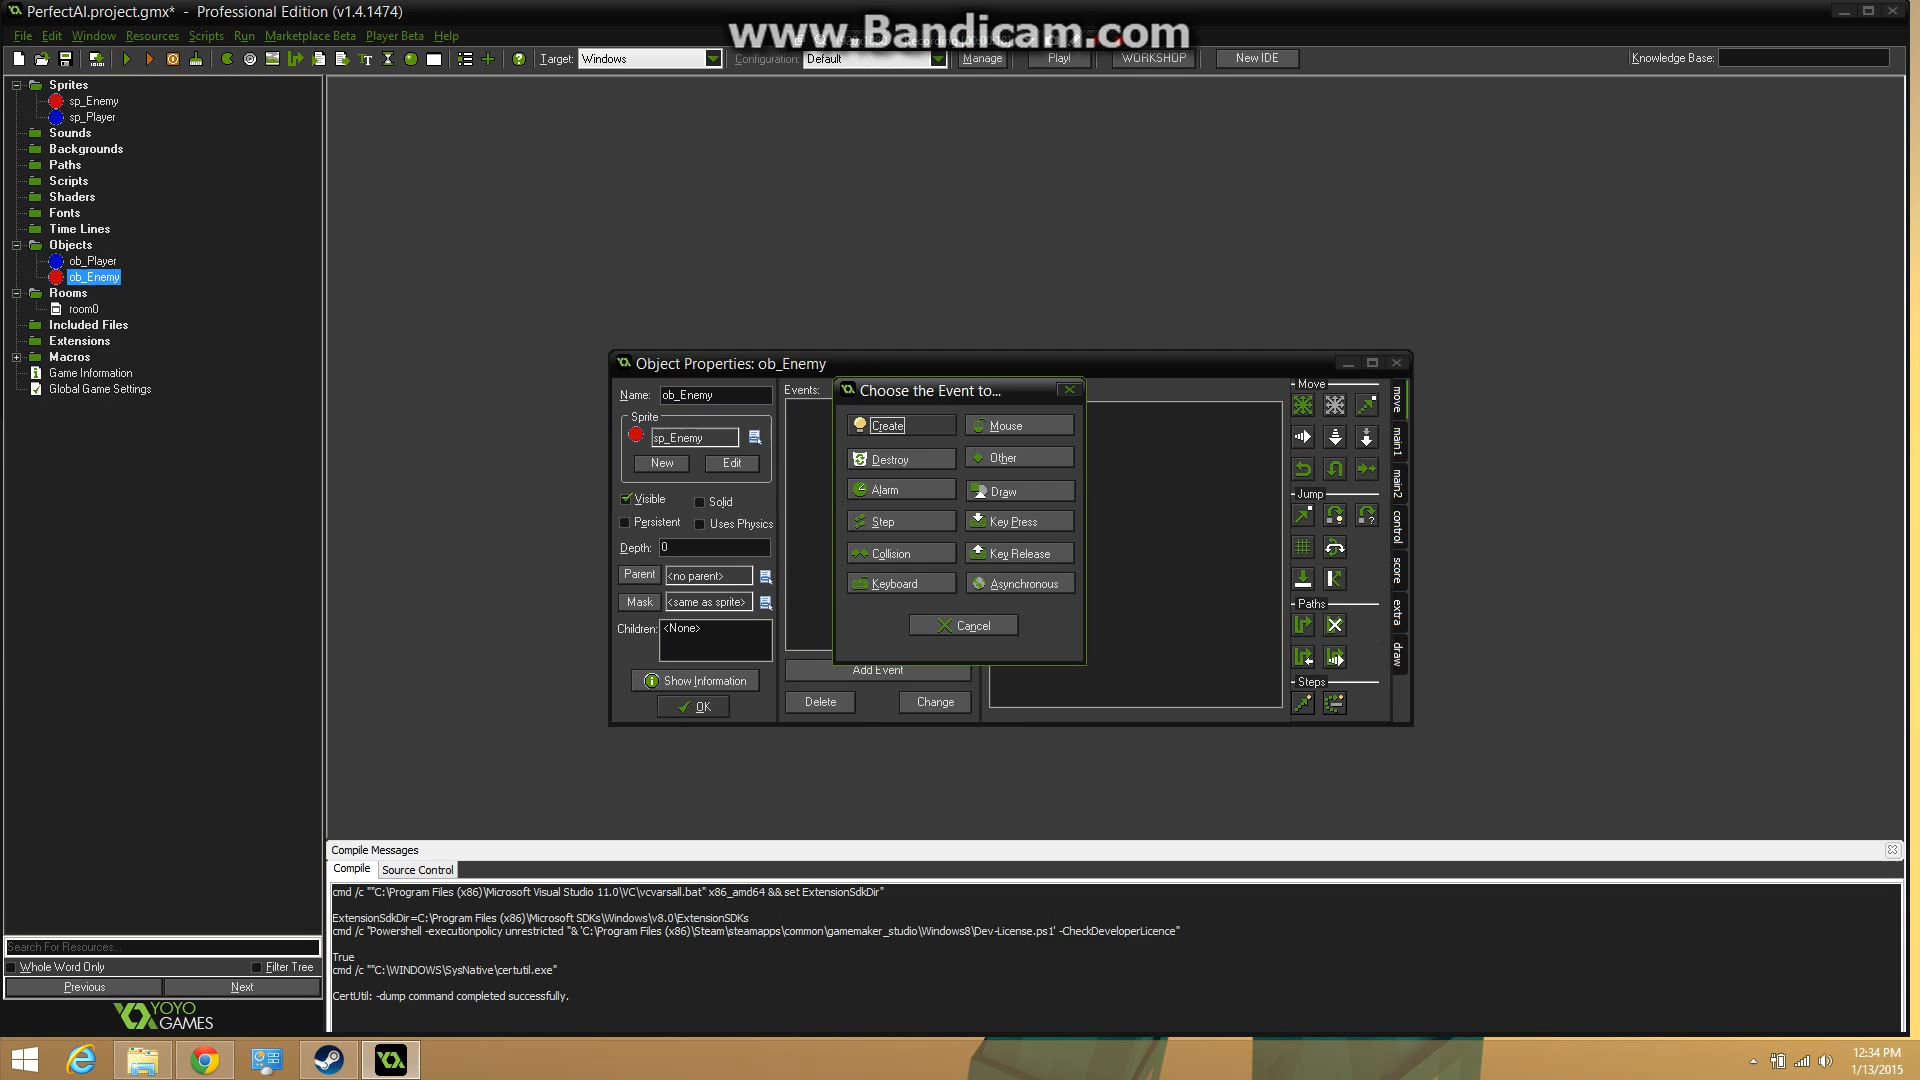 PerfectAI.project.gmx* - Professional Edition (v1.4.1474)
www.Bandicam.com
File Edit Window Resources Scripts Run Marketplace Beta Player Beta Help
Target: Windows Configuration: Default Manage Play! WORKSHOP New IDE Knowledge Base:
Sprites
sp_Enemy
sp_Player
Sounds
Backgrounds
Paths
Scripts
Shaders
Fonts
Time Lines
Objects
ob_Player
ob_Enemy
Rooms
room0
Included Files
Extensions
Macros
Game Information
Global Game Settings
Search For Resources...
Whole Word Only Filter Tree
Previous Next
YOYO
GAMES
Object Properties: ob_Enemy
Name: ob_Enemy
Sprite
sp_Enemy
New Edit
Visible Solid
Persistent Uses Physics
Depth: 0
Parent <no parent>
Mask <same as sprite>
Children: <None>
Show Information
OK
Events:
Add Event
Delete Change
Choose the Event to...
Create Mouse
Destroy Other
Alarm Draw
Step Key Press
Collision Key Release
Keyboard Asynchronous
Cancel
Move
Jump
Paths
Steps
move
main1
main2
control
score
extra
draw
Compile Messages
Compile Source Control
cmd /c ""C:\Program Files (x86)\Microsoft Visual Studio 11.0\VC\vcvarsall.bat" x86_amd64 && set ExtensionSdkDir"
ExtensionSdkDir=C:\Program Files (x86)\Microsoft SDKs\Windows\v8.0\ExtensionSDKs
cmd /c "Powershell -executionpolicy unrestricted "& 'C:\Program Files (x86)\Steam\steamapps\common\gamemaker_studio\Windows8\Dev-License.ps1' -CheckDeveloperLicence"
True
cmd /c ""C:\WINDOWS\SysNative\certutil.exe"
CertUtil: -dump command completed successfully.
12:34 PM
1/13/2015